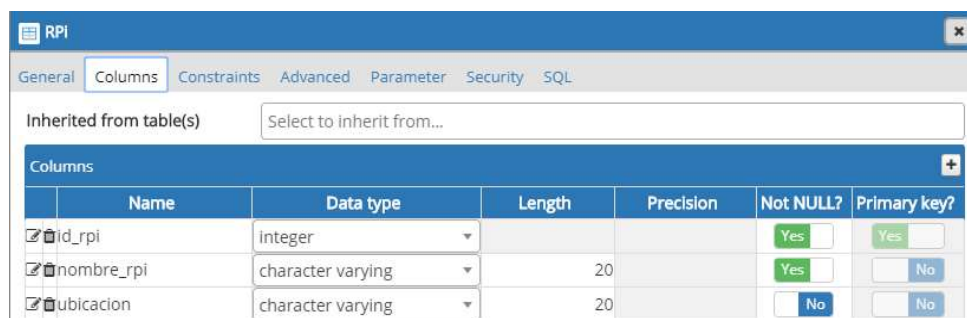 RPi
General Columns Constraints Advanced Parameter Security SQL
Inherited from table(s) Select to inherit from...
Columns
Name Data type Length Precision Not NULL? Primary key?
id_rpi integer Yes Yes
nombre_rpi character varying 20 Yes No
ubicacion character varying 20 No No